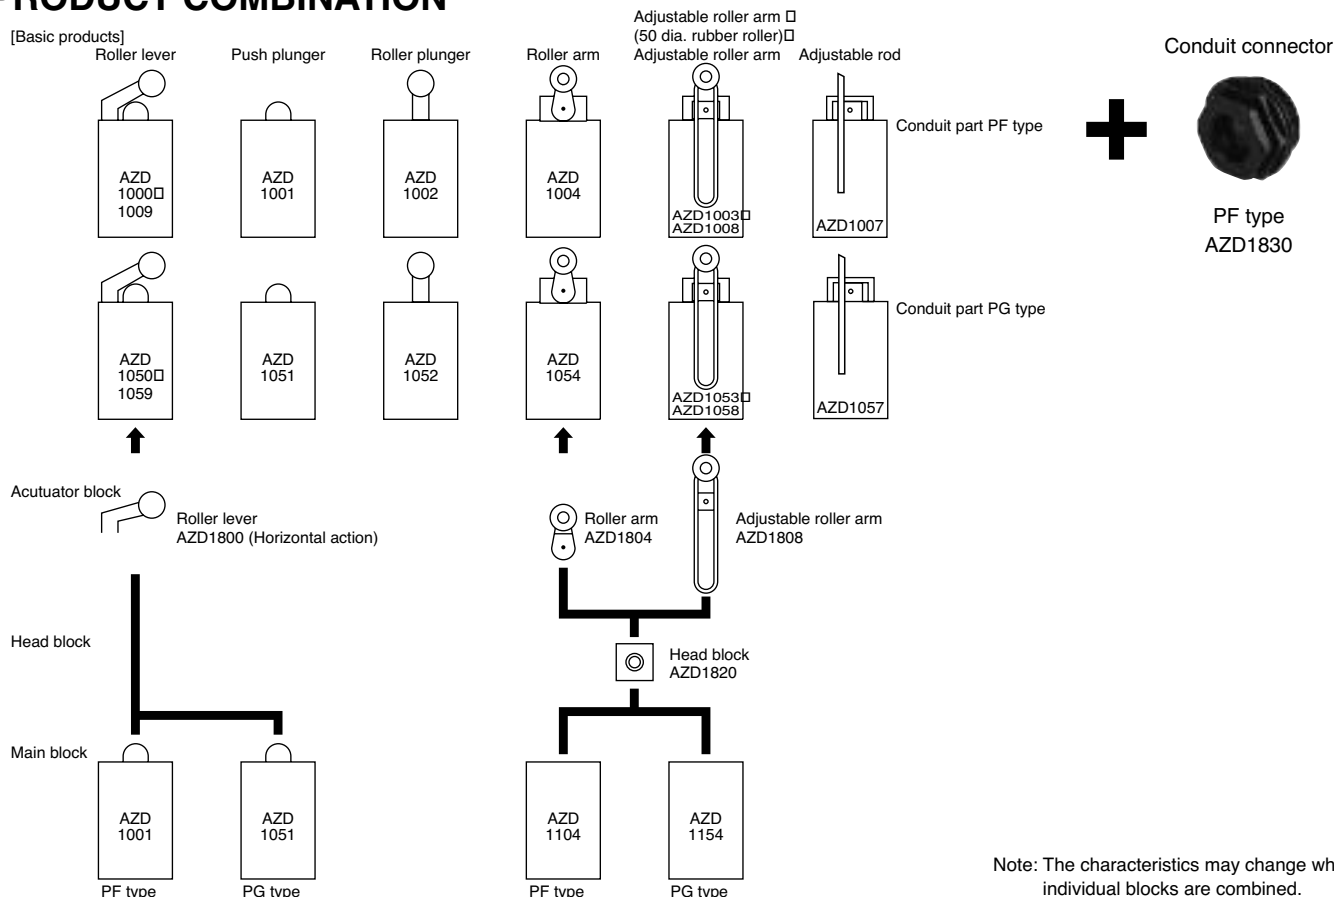 PRODUCT COMBINATION
[Basic products]
Roller lever
Push plunger
Roller plunger
Roller arm
Adjustable roller arm □
(50 dia. rubber roller)□
Adjustable roller arm
Adjustable rod
Conduit connector
AZD
1000□
1009
AZD
1001
AZD
1002
AZD
1004
AZD1003□
AZD1008
AZD1007
Conduit part PF type
PF type
AZD1830
AZD
1050□
1059
AZD
1051
AZD
1052
AZD
1054
AZD1053□
AZD1058
AZD1057
Conduit part PG type
Acutuator block
Roller lever
AZD1800 (Horizontal action)
Roller arm
AZD1804
Adjustable roller arm
AZD1808
Head block
Head block
AZD1820
Main block
AZD
1001
AZD
1051
AZD
1104
AZD
1154
PF type
PG type
PF type
PG type
Note: The characteristics may change wh
individual blocks are combined.